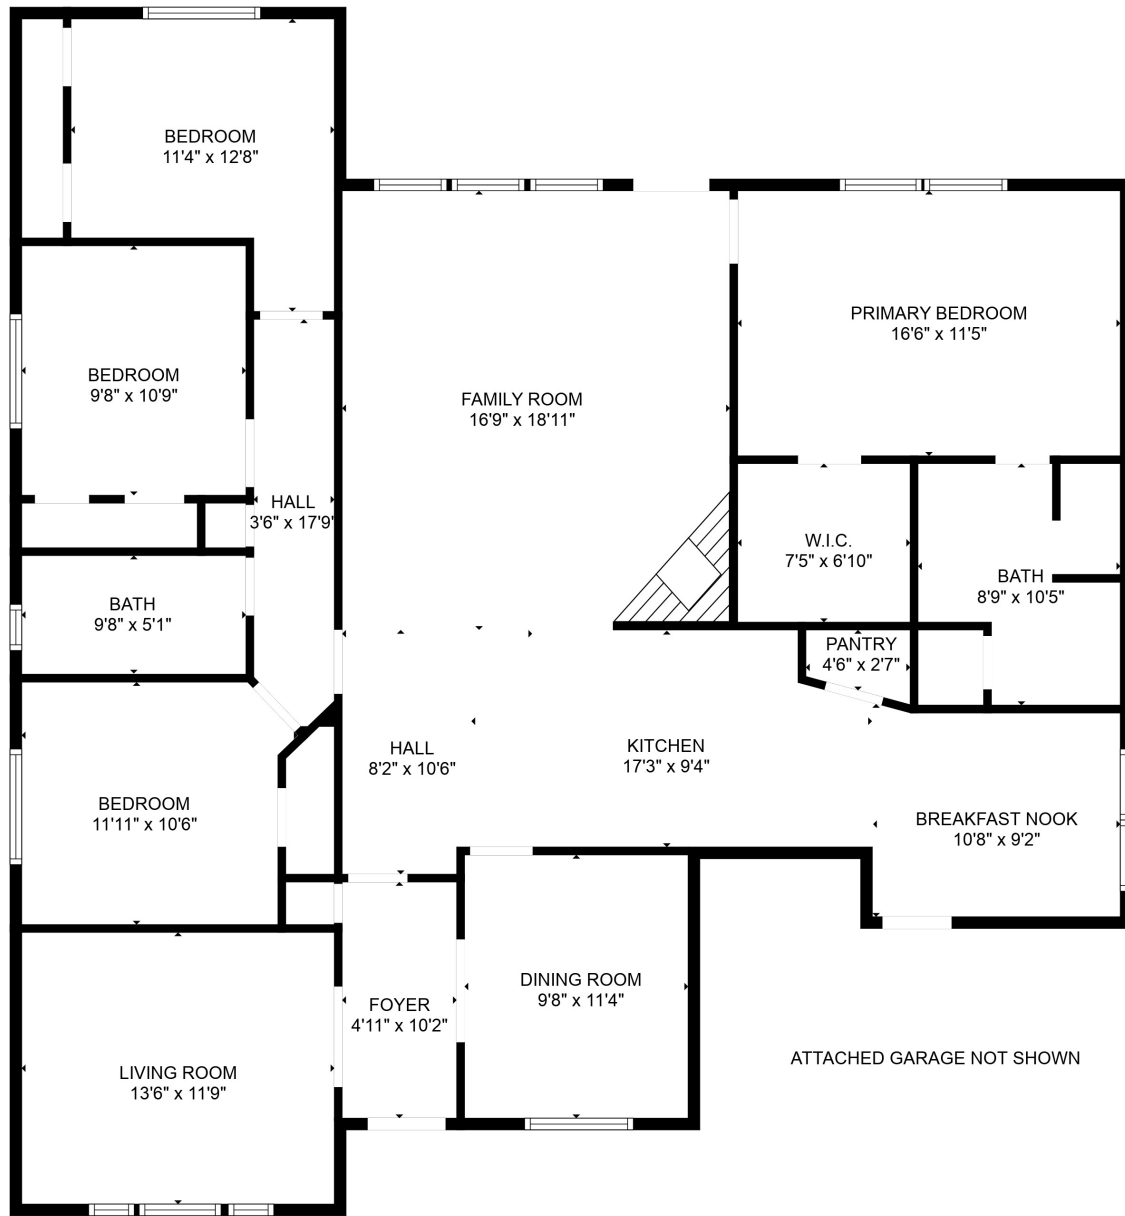 BEDROOM
11'4" x 12'8"
PRIMARY BEDROOM
16'6" x 11'5"
BEDROOM
9'8" x 10'9"
FAMILY ROOM
16'9" x 18'11"
HALL
3'6" x 17'9"
W.I.C.
7'5" x 6'10"
BATH
8'9" x 10'5"
BATH
9'8" x 5'1"
PANTRY
4'6" x 2'7"
HALL
8'2" x 10'6"
KITCHEN
17'3" x 9'4"
BEDROOM
11'11" x 10'6"
BREAKFAST NOOK
10'8" x 9'2"
DINING ROOM
9'8" x 11'4"
FOYER
4'11" x 10'2"
LIVING ROOM
13'6" x 11'9"
ATTACHED GARAGE NOT SHOWN